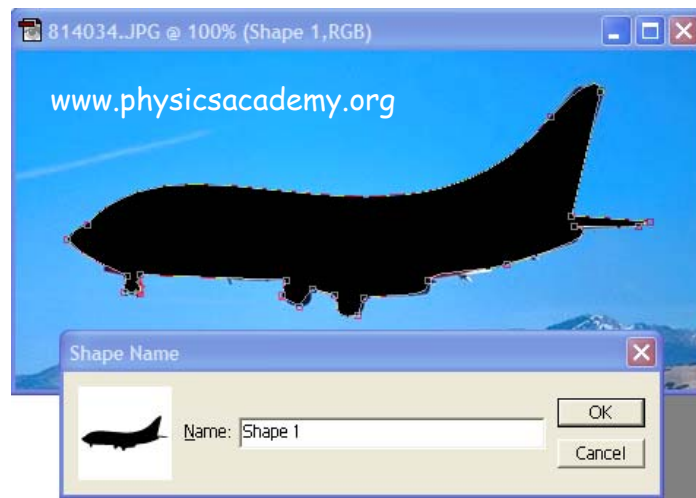 814034.JPG @ 100% (Shape 1,RGB)
www.physicsacademy.org
Shape Name
Name: Shape 1
OK
Cancel